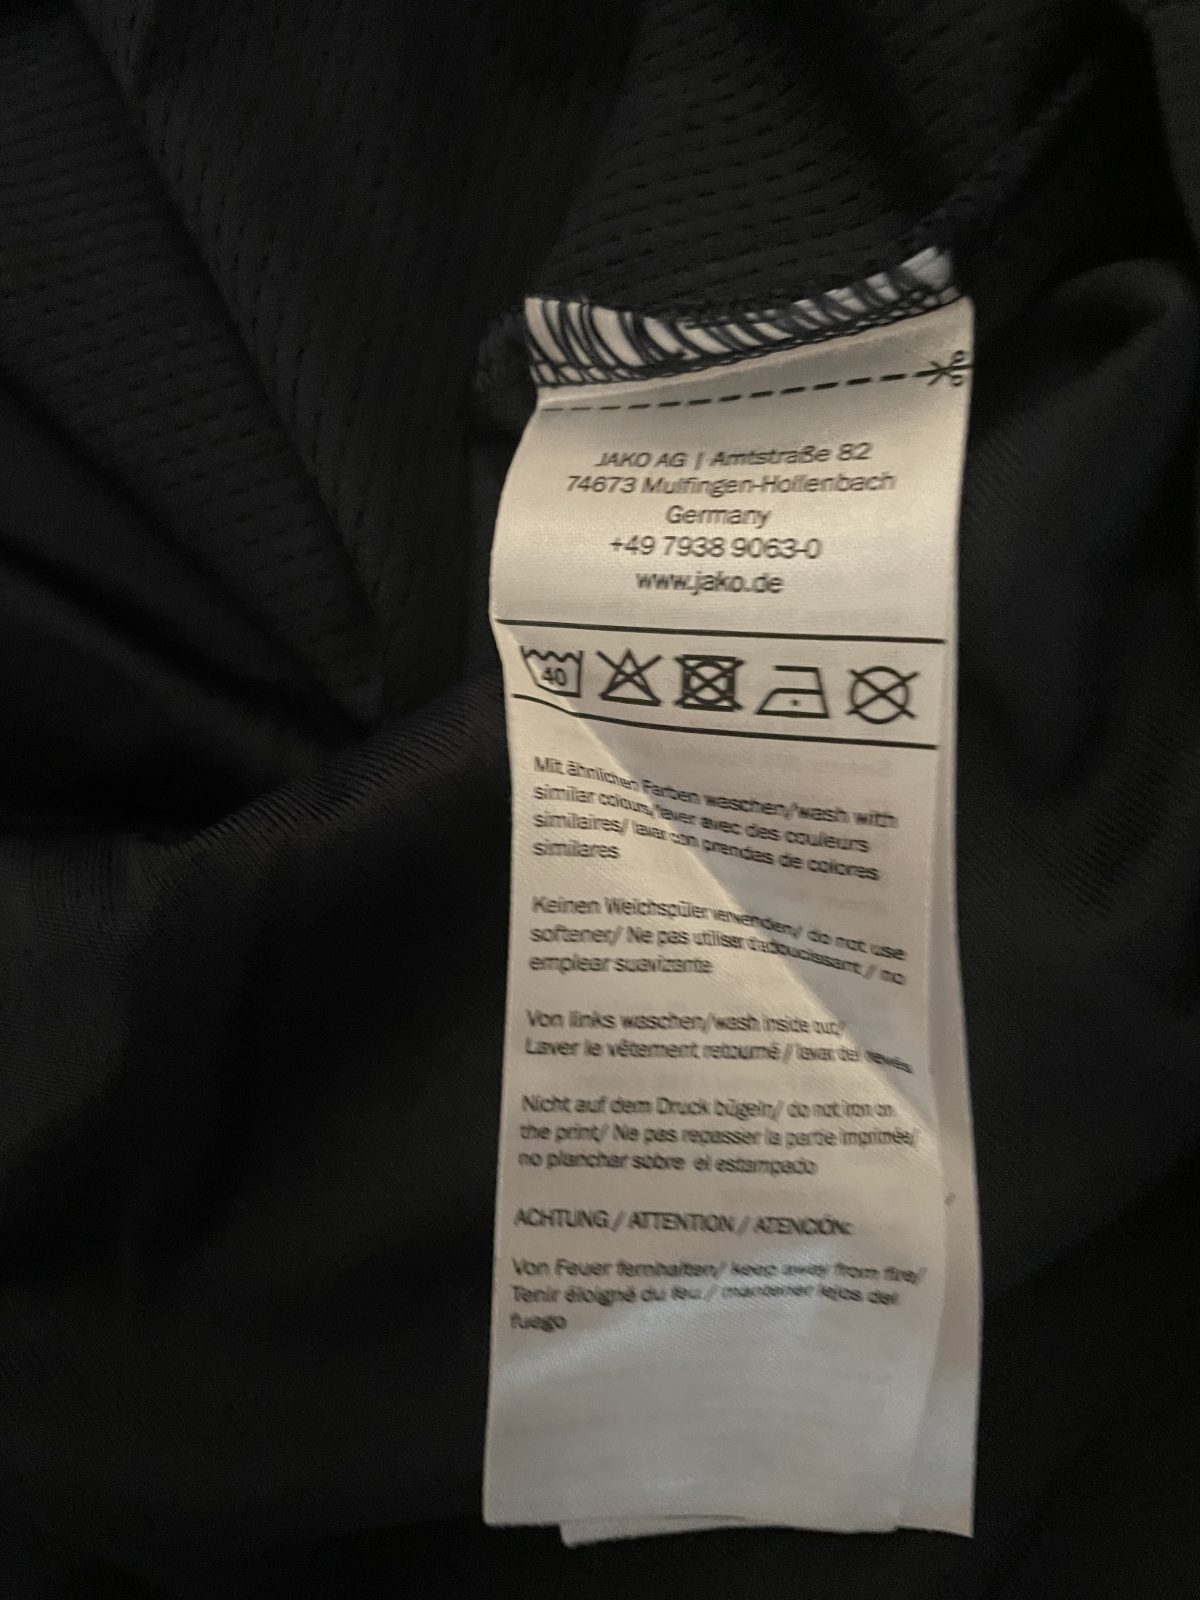 JAKO AG | Amtstraße 82
74673 Mulfingen-Hollenbach
Germany
+49 7938 9063-0
www.jako.de
40
Mit ähnlichen Farben waschen/wash with
similar colours/laver avec des couleurs
similaires/ lavar con prendas de colores
similares
Keinen Weichspüler verwenden/ do not use
softener/ Ne pas utiliser d'adoucissant / no
emplear suavizante
Von links waschen/wash inside out/
Laver le vêtement retourné / lavar del revés
Nicht auf dem Druck bügeln/ do not iron on
the print/ Ne pas repasser la partie imprimée/
no planchar sobre el estampado
ACHTUNG / ATTENTION / ATENCIÓN:
Von Feuer fernhalten/ keep away from fire/
Tenir éloigné du feu / mantener lejos del
fuego